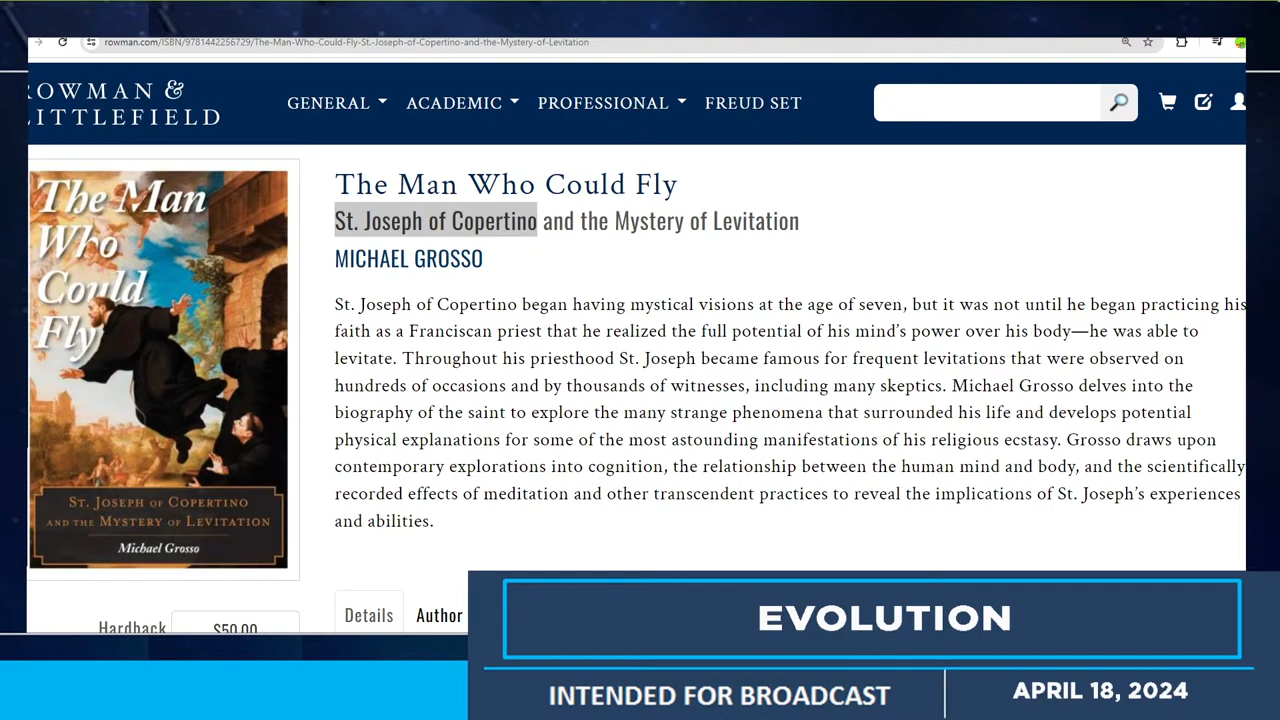 rowman.com/ISBN/9781442256729/The-Man-Who-Could-Fly-St.-Joseph-of-Copertino-and-the-Mystery-of-Levitation
ROWMAN &
LITTLEFIELD
GENERAL ACADEMIC PROFESSIONAL FREUD SET
The Man
Who
Could
Fly
ST. JOSEPH OF COPERTINO
AND THE MYSTERY OF LEVITATION
Michael Grosso
The Man Who Could Fly
St. Joseph of Copertino and the Mystery of Levitation
MICHAEL GROSSO
St. Joseph of Copertino began having mystical visions at the age of seven, but it was not until he began practicing his
faith as a Franciscan priest that he realized the full potential of his mind's power over his body—he was able to
levitate. Throughout his priesthood St. Joseph became famous for frequent levitations that were observed on
hundreds of occasions and by thousands of witnesses, including many skeptics. Michael Grosso delves into the
biography of the saint to explore the many strange phenomena that surrounded his life and develops potential
physical explanations for some of the most astounding manifestations of his religious ecstasy. Grosso draws upon
contemporary explorations into cognition, the relationship between the human mind and body, and the scientifically
recorded effects of meditation and other transcendent practices to reveal the implications of St. Joseph's experiences
and abilities.
Hardback $50.00
Details Author
EVOLUTION
INTENDED FOR BROADCAST APRIL 18, 2024